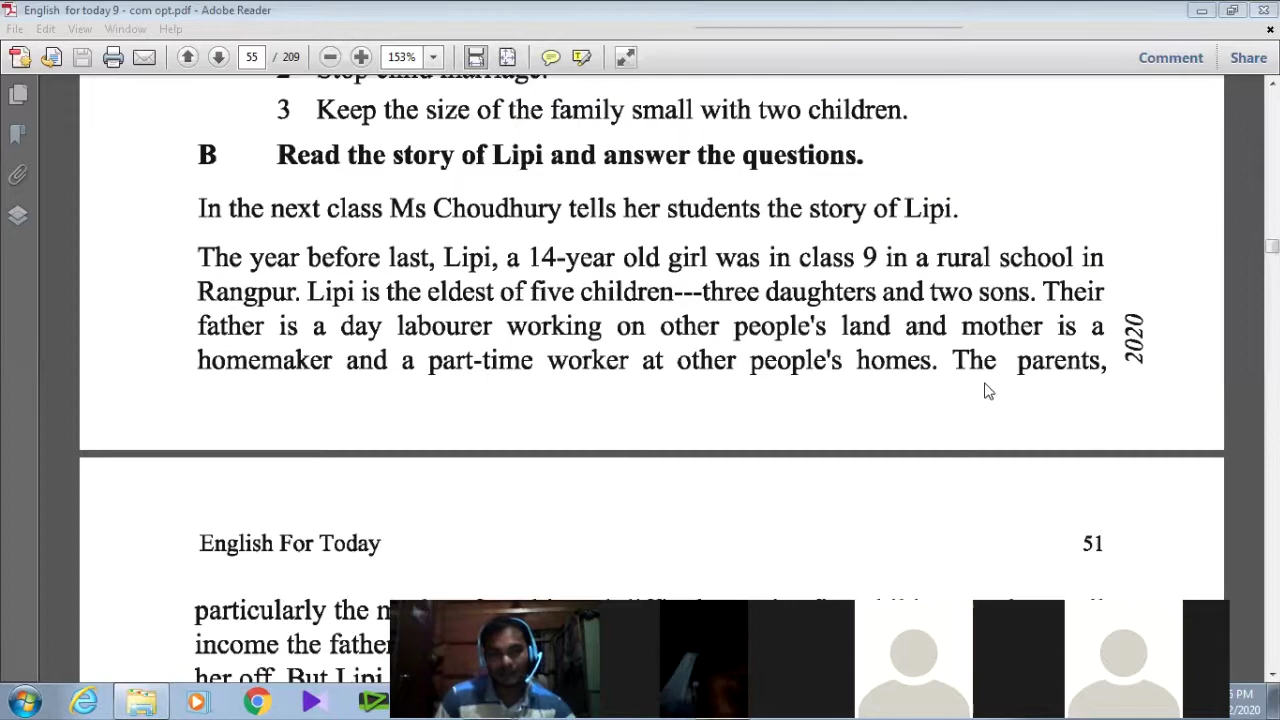 English for today 9 - com opt.pdf - Adobe Reader
File Edit View Window Help
55 / 209 153% Comment Share
3 Keep the size of the family small with two children.
B Read the story of Lipi and answer the questions.
In the next class Ms Choudhury tells her students the story of Lipi.
The year before last, Lipi, a 14-year old girl was in class 9 in a rural school in
Rangpur. Lipi is the eldest of five children---three daughters and two sons. Their
father is a day labourer working on other people's land and mother is a
homemaker and a part-time worker at other people's homes. The parents,
2020
English For Today 51
particularly the
income the father
her off. But Lipi
PM
/2020